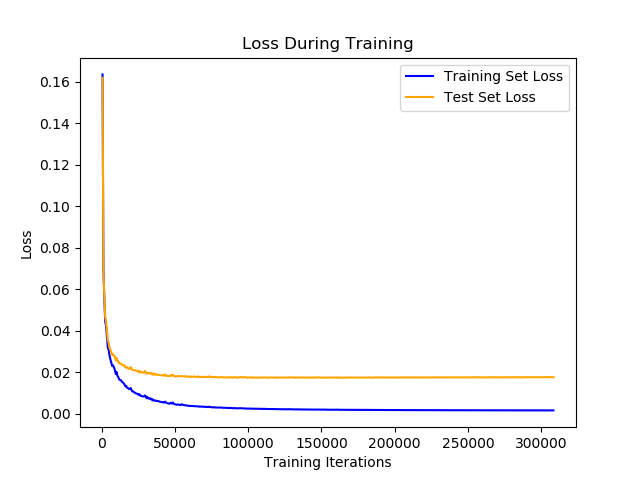 Loss During Training
Training Set Loss
Test Set Loss
0.16
0.14
0.12
0.10
0.08
0.06
0.04
0.02
0.00
Loss
0 50000 100000 150000 200000 250000 300000
Training Iterations